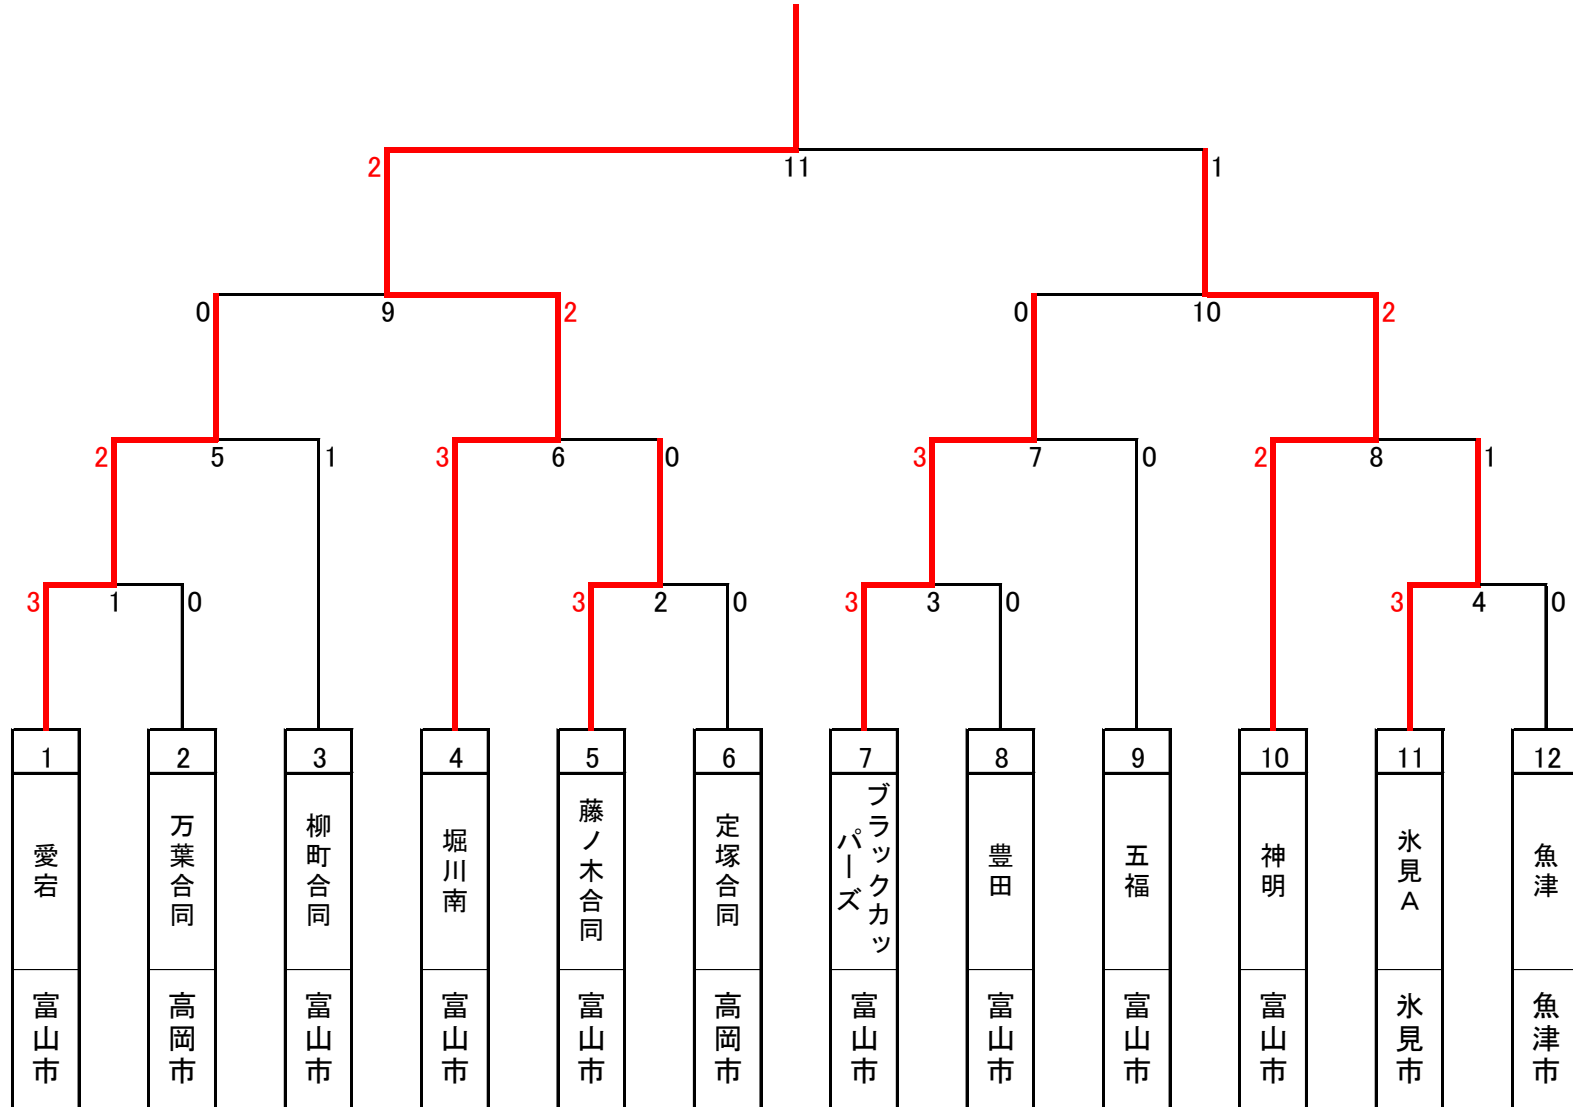 2 11 1
0 9 2 0 10 2
2 5 1 3 6 0 3 7 0 2 8 1
3 1 0 3 2 0 3 3 0 3 4 0
1 2 3 4 5 6 7 8 9 10 11 12
愛宕
万葉合同
柳町合同
堀川南
藤ノ木合同
定塚合同
ブラックカッ
パーズ
豊田
五福
神明
氷見A
魚津
富山市
高岡市
富山市
富山市
富山市
高岡市
富山市
富山市
富山市
富山市
氷見市
魚津市